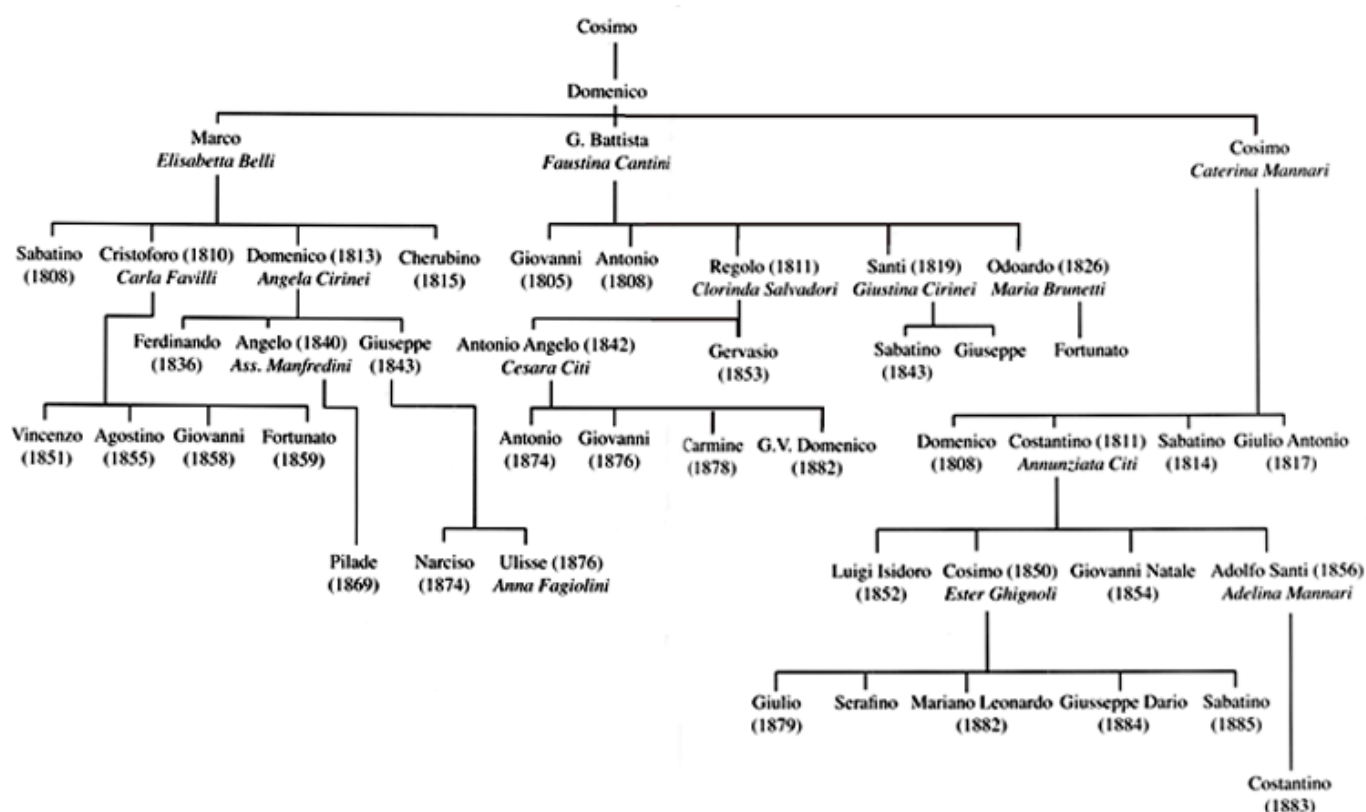 Cosimo
Domenico
Marco
Elisabetta Belli
G. Battista
Faustina Cantini
Cosimo
Caterina Mannari
Sabatino
(1808)
Cristoforo (1810)
Carla Favilli
Domenico (1813)
Angela Cirinei
Cherubino
(1815)
Giovanni
(1805)
Antonio
(1808)
Regolo (1811)
Clorinda Salvadori
Santi (1819)
Giustina Cirinei
Odoardo (1826)
Maria Brunetti
Ferdinando
(1836)
Angelo (1840)
Ass. Manfredini
Giuseppe
(1843)
Antonio Angelo (1842)
Cesara Citi
Gervasio
(1853)
Sabatino
(1843)
Giuseppe
Fortunato
Vincenzo
(1851)
Agostino
(1855)
Giovanni
(1858)
Fortunato
(1859)
Antonio
(1874)
Giovanni
(1876)
Carmine
(1878)
G.V. Domenico
(1882)
Domenico
(1808)
Costantino (1811)
Annunziata Citi
Sabatino
(1814)
Giulio Antonio
(1817)
Pilade
(1869)
Narciso
(1874)
Ulisse (1876)
Anna Fagiolini
Luigi Isidoro
(1852)
Cosimo (1850)
Ester Ghignoli
Giovanni Natale
(1854)
Adolfo Santi (1856)
Adelina Mannari
Giulio
(1879)
Serafino
Mariano Leonardo
(1882)
Giusseppe Dario
(1884)
Sabatino
(1885)
Costantino
(1883)